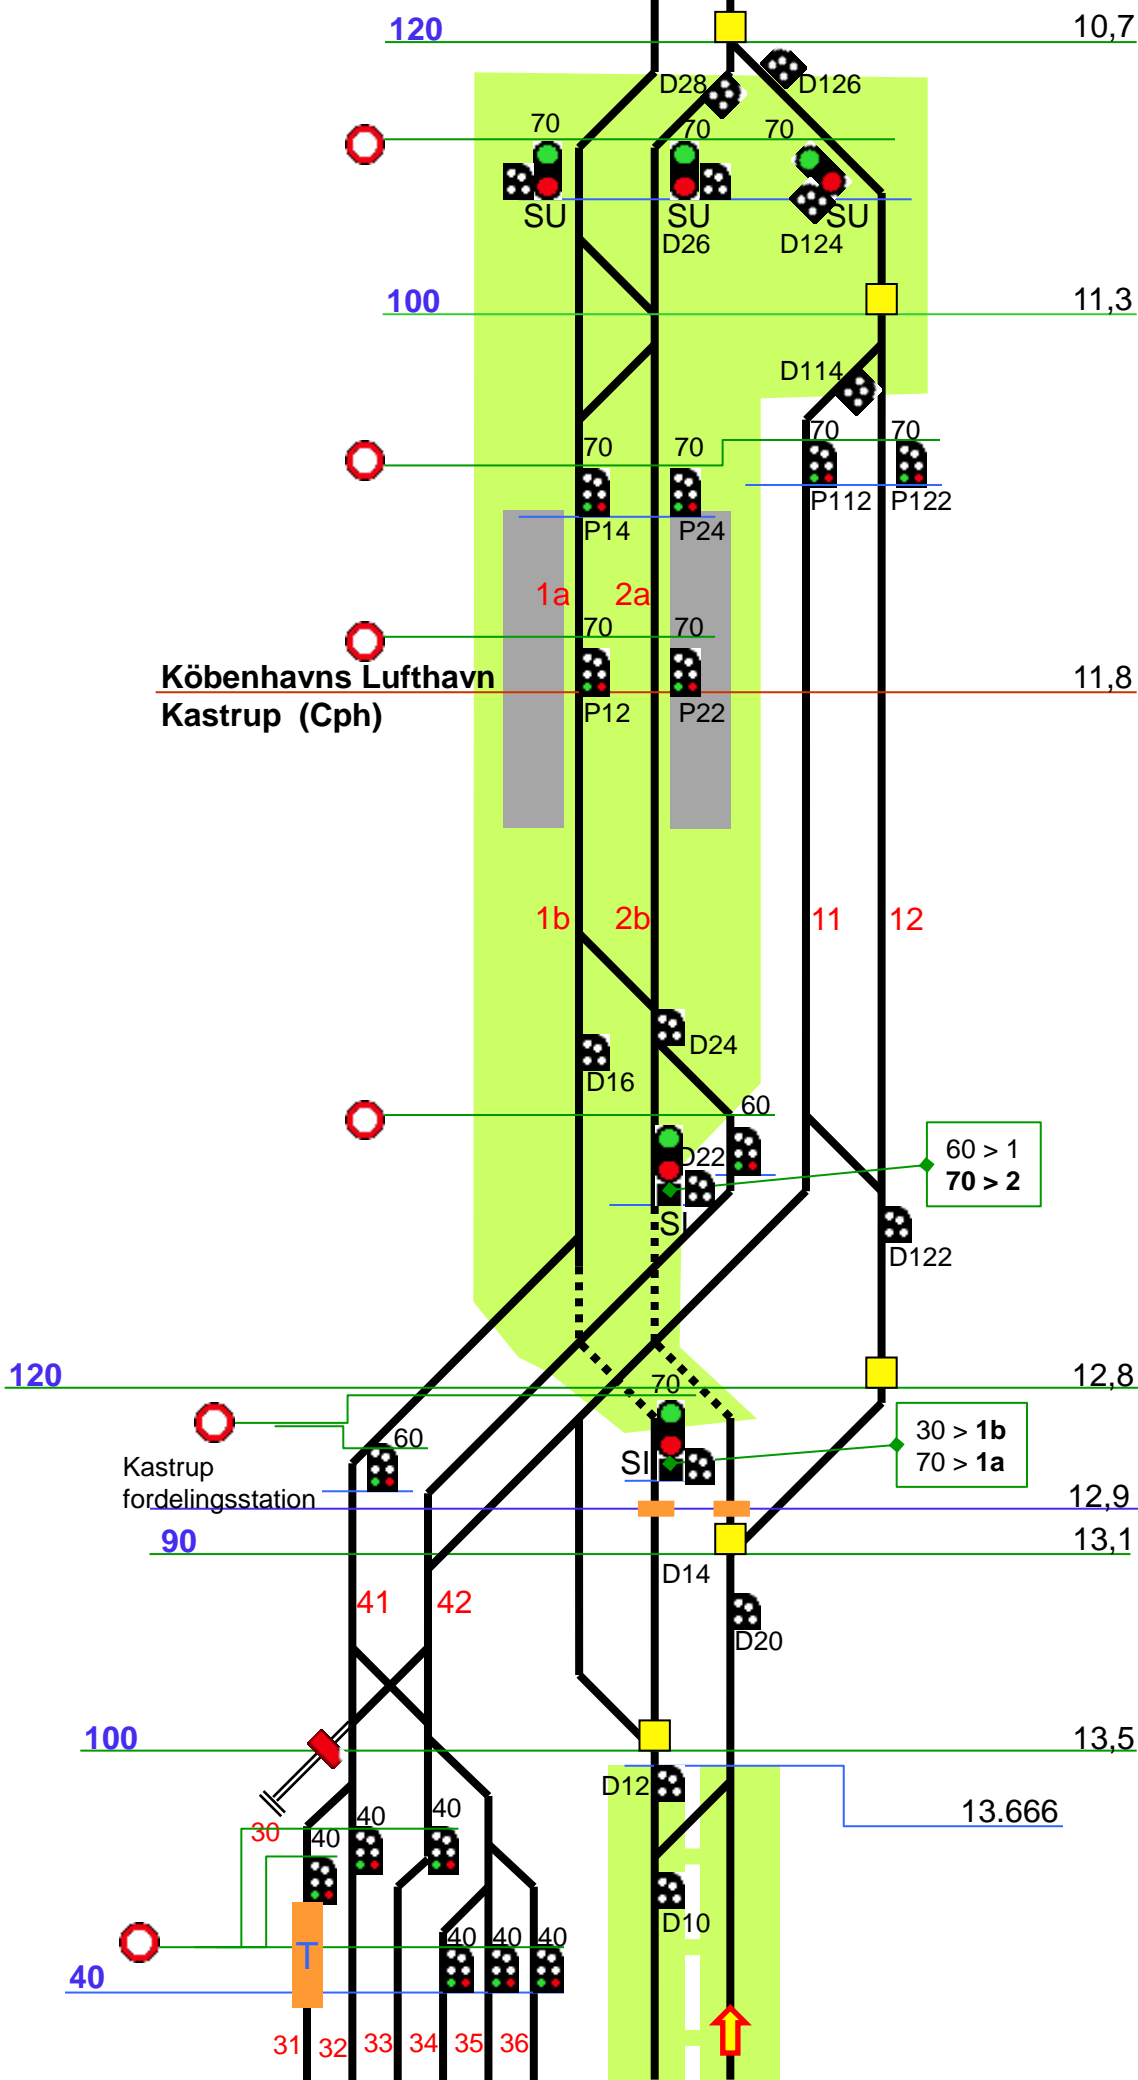 120
10,7
D28
D126
70
70
70
SU
SU
SU
D26
D124
100
11,3
D114
70
70
70
70
P112
P122
P14
P24
1a
2a
70
70
Köbenhavns Lufthavn
11,8
Kastrup (Cph)
P12
P22
1b
2b
11
12
D24
D16
60
60 > 1
D22
70 > 2
SI
D122
120
12,8
70
30 > 1b
60
SI
70 > 1a
Kastrup
fordelingsstation
12,9
90
13,1
D14
41
42
D20
100
13,5
D12
13.666
40
40
30
40
D10
40
40
40
T
40
31
32
33
34
35
36